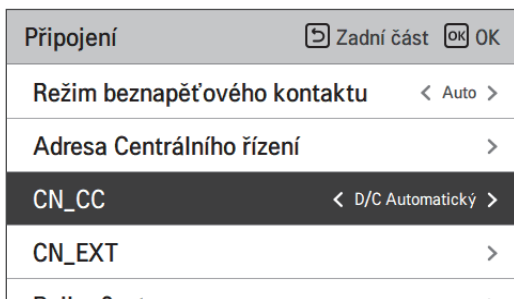 Připojení Zadní část OK OK
Režim beznapěťového kontaktu < Auto >
Adresa Centrálního řízení >
CN_CC < D/C Automatický >
CN_EXT >